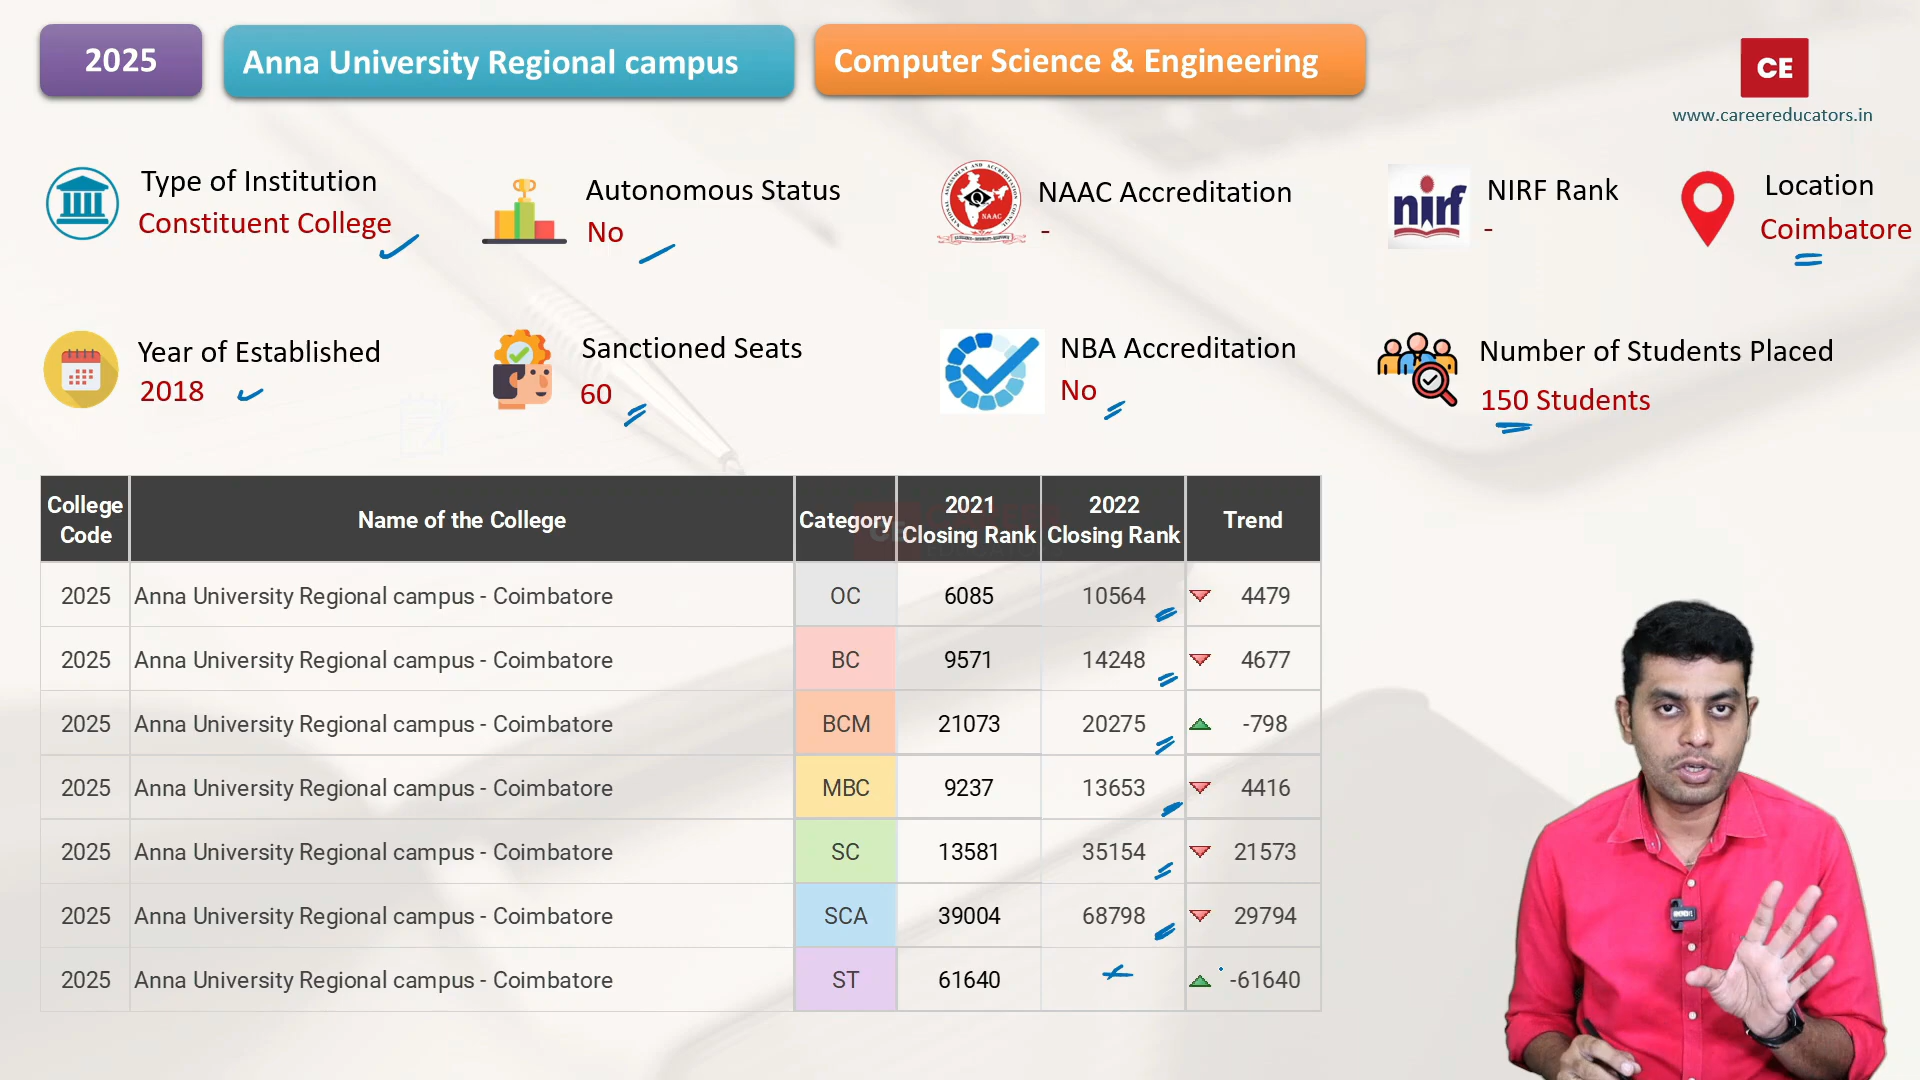 2025 Anna University Regional campus Computer Science & Engineering
CE
www.careereducators.in
Type of Institution
Constituent College
Autonomous Status
No
NAAC
NAAC Accreditation
-
nirf
NIRF Rank
-
Location
Coimbatore
Year of Established
2018
Sanctioned Seats
60
NBA Accreditation
No
Number of Students Placed
150 Students
College Code Name of the College Category 2021 Closing Rank 2022 Closing Rank Trend
2025 Anna University Regional campus - Coimbatore OC 6085 10564 4479
2025 Anna University Regional campus - Coimbatore BC 9571 14248 4677
2025 Anna University Regional campus - Coimbatore BCM 21073 20275 -798
2025 Anna University Regional campus - Coimbatore MBC 9237 13653 4416
2025 Anna University Regional campus - Coimbatore SC 13581 35154 21573
2025 Anna University Regional campus - Coimbatore SCA 39004 68798 29794
2025 Anna University Regional campus - Coimbatore ST 61640 -61640